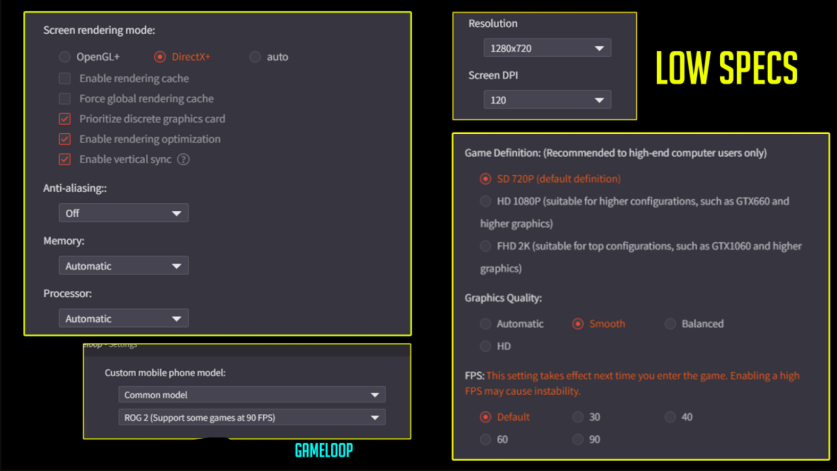 Screen rendering mode:
OpenGL+ DirectX+ auto
Enable rendering cache
Force global rendering cache
Prioritize discrete graphics card
Enable rendering optimization
Enable vertical sync ?
Anti-aliasing::
Off
Memory:
Automatic
Processor:
Automatic
- Settings
Custom mobile phone model:
Common model
ROG 2 (Support some games at 90 FPS)
GAMELOOP
Resolution
1280x720
Screen DPI
120
LOW SPECS
Game Definition: (Recommended to high-end computer users only)
SD 720P (default definition)
HD 1080P (suitable for higher configurations, such as GTX660 and
higher graphics)
FHD 2K (suitable for top configurations, such as GTX1060 and higher
graphics)
Graphics Quality:
Automatic Smooth Balanced
HD
FPS: This setting takes effect next time you enter the game. Enabling a high
FPS may cause instability.
Default 30 40
60 90